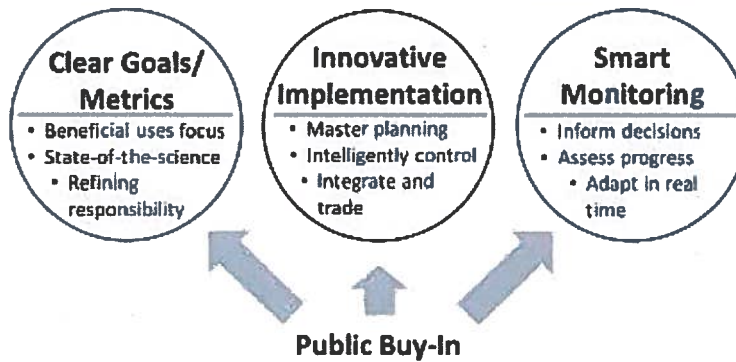 Clear Goals/
Metrics
• Beneficial uses focus
• State-of-the-science
• Refining
responsibility
Innovative
Implementation
• Master planning
• Intelligently control
• Integrate and
trade
Smart
Monitoring
• Inform decisions
• Assess progress
• Adapt in real
time
Public Buy-In